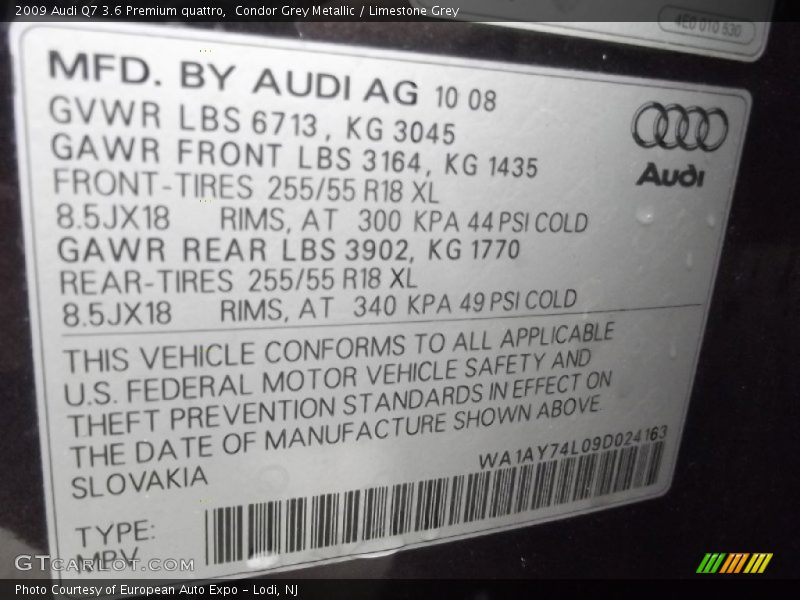 2009 Audi Q7 3.6 Premium quattro, Condor Grey Metallic / Limestone Grey
4E0 010 530
MFD. BY AUDI AG 10 08
GVWR LBS 6713, KG 3045
GAWR FRONT LBS 3164, KG 1435
FRONT-TIRES 255/55 R18 XL
8.5JX18 RIMS, AT 300 KPA 44 PSI COLD
GAWR REAR LBS 3902, KG 1770
REAR-TIRES 255/55 R18 XL
8.5JX18 RIMS, AT 340 KPA 49 PSI COLD
Audi
THIS VEHICLE CONFORMS TO ALL APPLICABLE
U.S. FEDERAL MOTOR VEHICLE SAFETY AND
THEFT PREVENTION STANDARDS IN EFFECT ON
THE DATE OF MANUFACTURE SHOWN ABOVE.
SLOVAKIA
WA1AY74L09D024163
TYPE:
MPV
GTCARLOT.COM
Photo Courtesy of European Auto Expo - Lodi, NJ